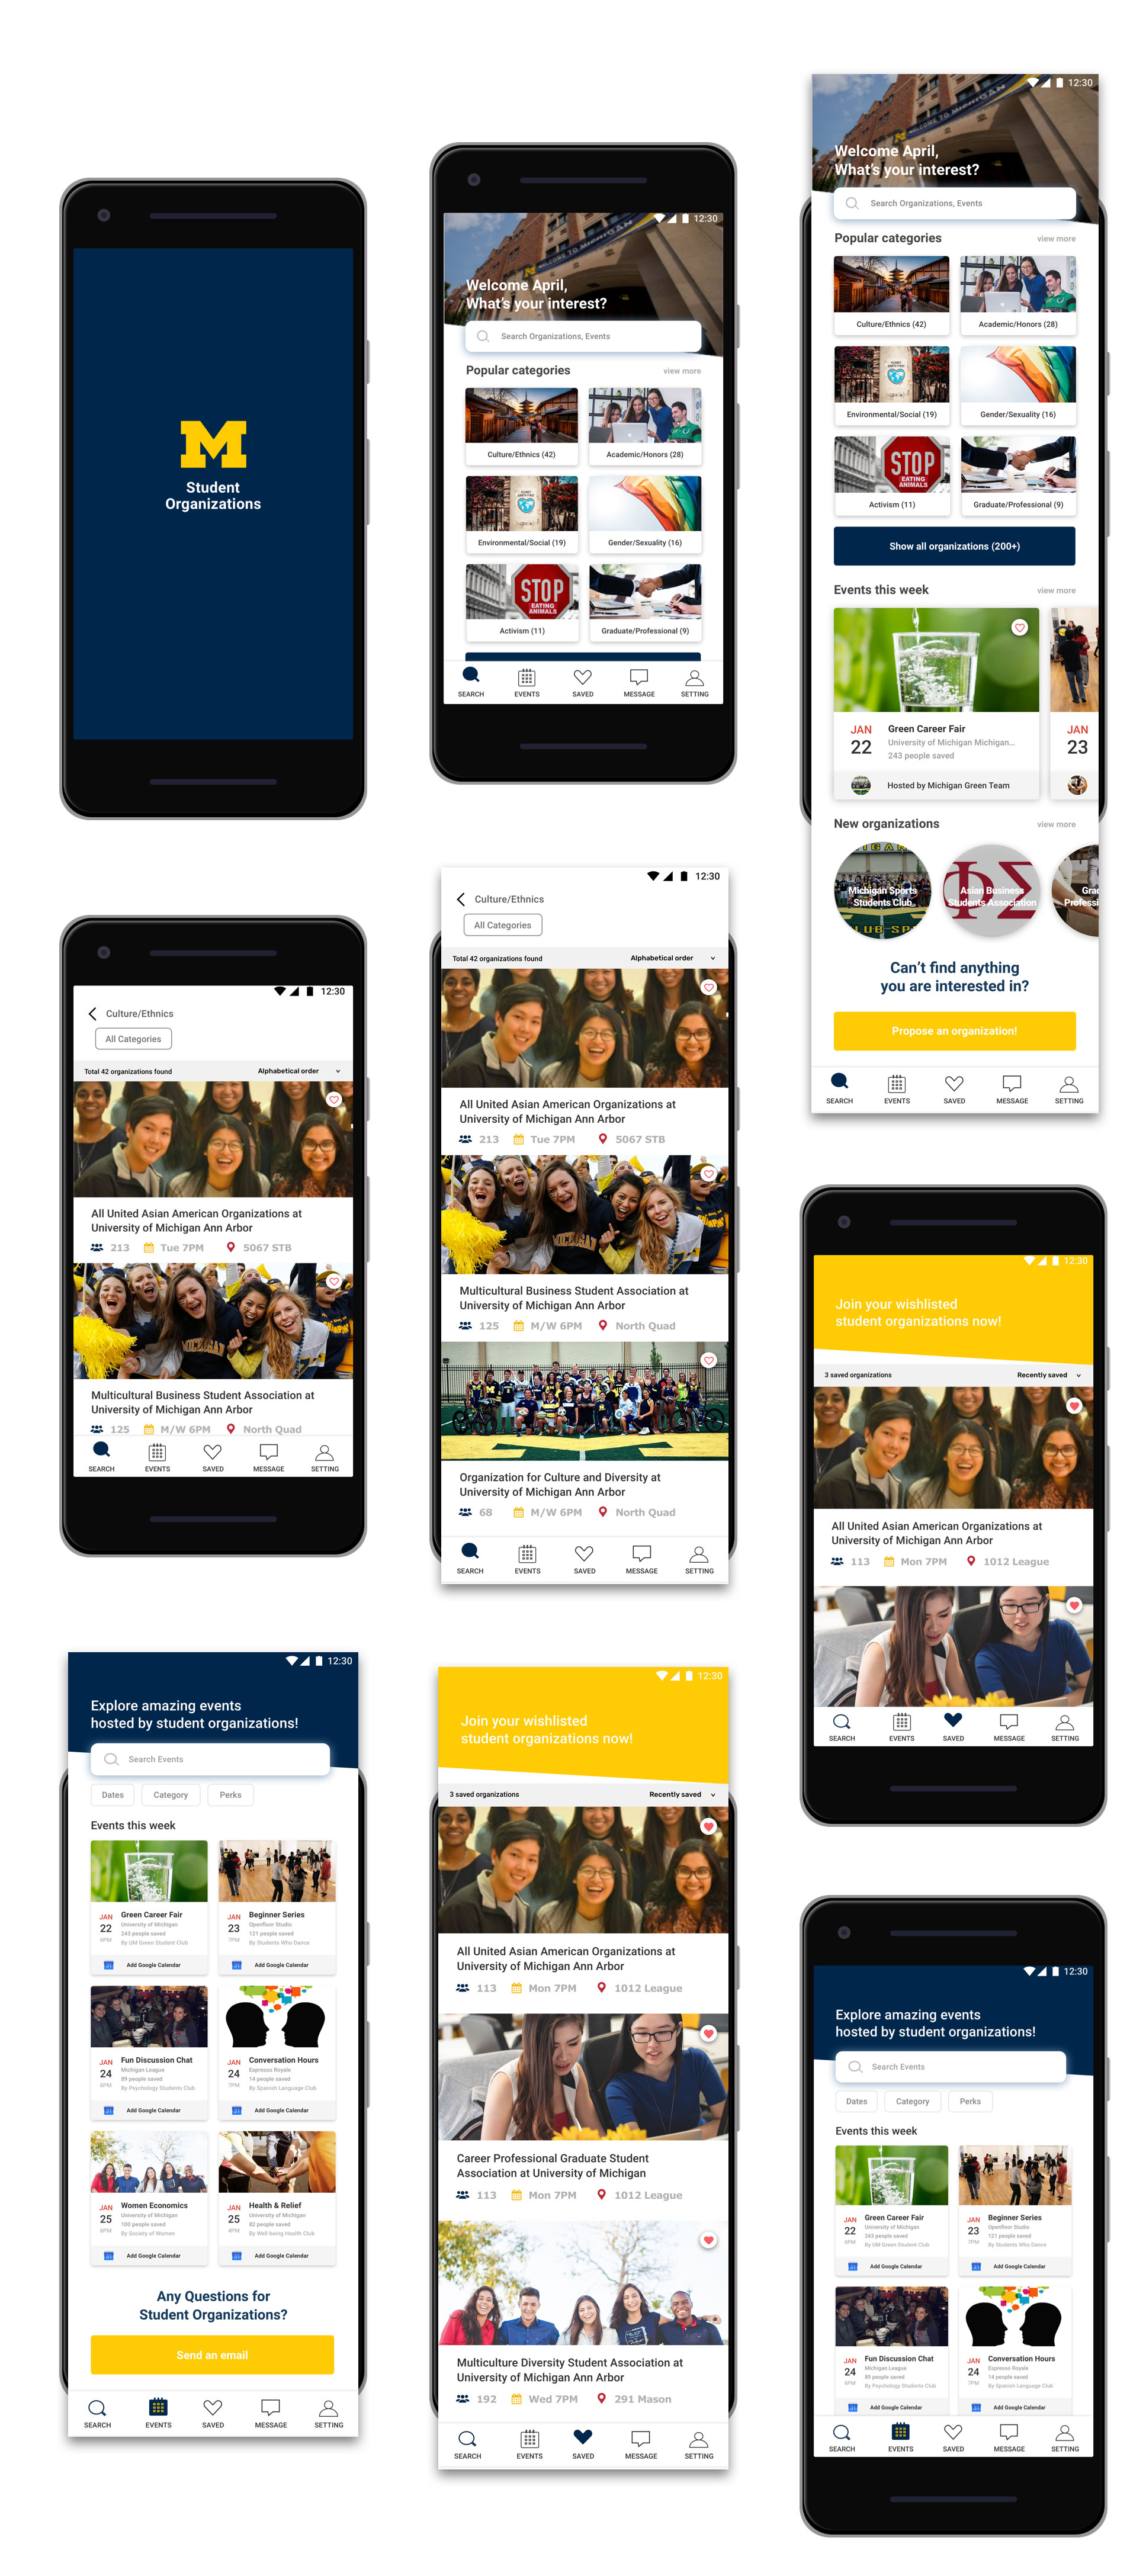 M
Student
Organizations
12:30
WELCOME TO MICHIGAN
Welcome April,
What's your interest?
Search Organizations, Events
Popular categories
view more
Culture/Ethnics (42)
Academic/Honors (28)
Environmental/Social (19)
Gender/Sexuality (16)
STOP
EATING
ANIMALS
Activism (11)
Graduate/Professional (9)
SEARCH
EVENTS
SAVED
MESSAGE
SETTING
12:30
WELCOME TO MICHIGAN
Welcome April,
What's your interest?
Search Organizations, Events
Popular categories
view more
Culture/Ethnics (42)
Academic/Honors (28)
Environmental/Social (19)
Gender/Sexuality (16)
STOP
EATING
ANIMALS
Activism (11)
Graduate/Professional (9)
Show all organizations (200+)
Events this week
view more
JAN
22
Green Career Fair
University of Michigan Michigan...
243 people saved
Hosted by Michigan Green Team
JAN
23
New organizations
view more
Michigan Sports
Students Club
CLUB SP
ΦΣ
Asian Business
Students Association
Grad
Professi
Can't find anything
you are interested in?
Propose an organization!
SEARCH
EVENTS
SAVED
MESSAGE
SETTING
12:30
Culture/Ethnics
All Categories
Total 42 organizations found
Alphabetical order
All United Asian American Organizations at
University of Michigan Ann Arbor
213
Tue 7PM
5067 STB
MICHIGAN
Multicultural Business Student Association at
University of Michigan Ann Arbor
125
M/W 6PM
North Quad
SEARCH
EVENTS
SAVED
MESSAGE
SETTING
12:30
Culture/Ethnics
All Categories
Total 42 organizations found
Alphabetical order
All United Asian American Organizations at
University of Michigan Ann Arbor
213
Tue 7PM
5067 STB
MICHIGAN
Multicultural Business Student Association at
University of Michigan Ann Arbor
125
M/W 6PM
North Quad
Organization for Culture and Diversity at
University of Michigan Ann Arbor
68
M/W 6PM
North Quad
SEARCH
EVENTS
SAVED
MESSAGE
SETTING
12:30
Join your wishlisted
student organizations now!
3 saved organizations
Recently saved
All United Asian American Organizations at
University of Michigan Ann Arbor
113
Mon 7PM
1012 League
SEARCH
EVENTS
SAVED
MESSAGE
SETTING
12:30
Explore amazing events
hosted by student organizations!
Search Events
Dates
Category
Perks
Events this week
JAN
22
6PM
Green Career Fair
University of Michigan
243 people saved
By UM Green Student Club
Add Google Calendar
JAN
23
7PM
Beginner Series
Openfloor Studio
121 people saved
By Students Who Dance
Add Google Calendar
JAN
24
6PM
Fun Discussion Chat
Michigan League
89 people saved
By Psychology Students Club
Add Google Calendar
JAN
24
7PM
Conversation Hours
Espresso Royale
14 people saved
By Spanish Language Club
Add Google Calendar
JAN
25
6PM
Women Economics
University of Michigan
100 people saved
By Society of Women
Add Google Calendar
JAN
25
4PM
Health & Relief
University of Michigan
82 people saved
By Well-being Health Club
Add Google Calendar
Any Questions for
Student Organizations?
Send an email
SEARCH
EVENTS
SAVED
MESSAGE
SETTING
12:30
Join your wishlisted
student organizations now!
3 saved organizations
Recently saved
All United Asian American Organizations at
University of Michigan Ann Arbor
113
Mon 7PM
1012 League
Career Professional Graduate Student
Association at University of Michigan
113
Mon 7PM
1012 League
Multiculture Diversity Student Association at
University of Michigan Ann Arbor
192
Wed 7PM
291 Mason
SEARCH
EVENTS
SAVED
MESSAGE
SETTING
12:30
Explore amazing events
hosted by student organizations!
Search Events
Dates
Category
Perks
Events this week
JAN
22
6PM
Green Career Fair
University of Michigan
243 people saved
By UM Green Student Club
Add Google Calendar
JAN
23
7PM
Beginner Series
Openfloor Studio
121 people saved
By Students Who Dance
Add Google Calendar
JAN
24
6PM
Fun Discussion Chat
Michigan League
89 people saved
By Psychology Students Club
Add Google Calendar
JAN
24
7PM
Conversation Hours
Espresso Royale
14 people saved
By Spanish Language Club
Add Google Calendar
SEARCH
EVENTS
SAVED
MESSAGE
SETTING